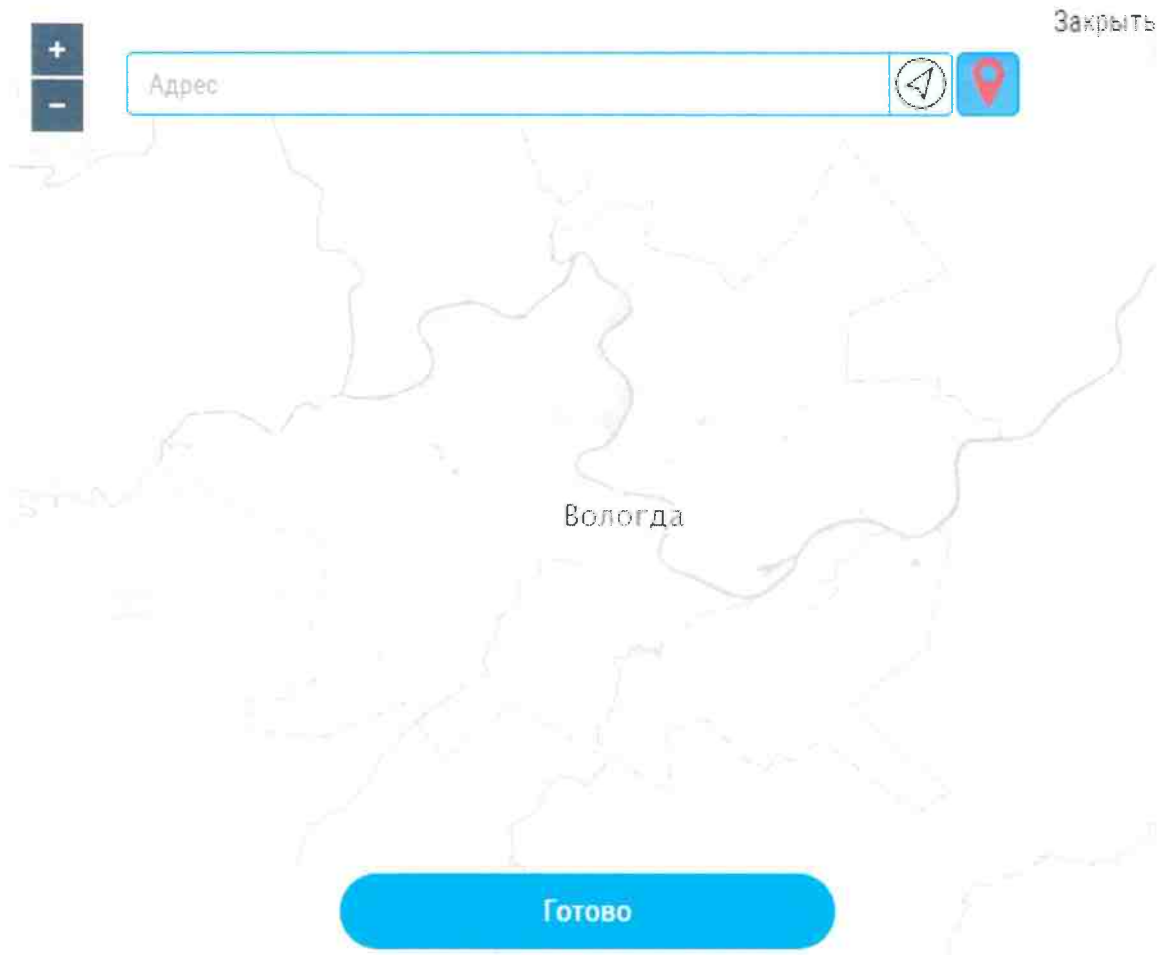 Закрыть
+
Адрес
−
Вологда
Готово